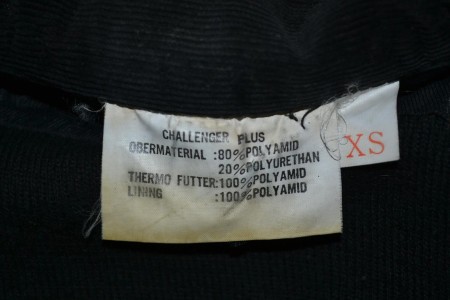 CHALLENGER PLUS
OBERMATERIAL :80%POLYAMID
20%POLYURETHAN
THERMO FUTTER:100%POLYAMID
LINING :100%POLYAMID
XS